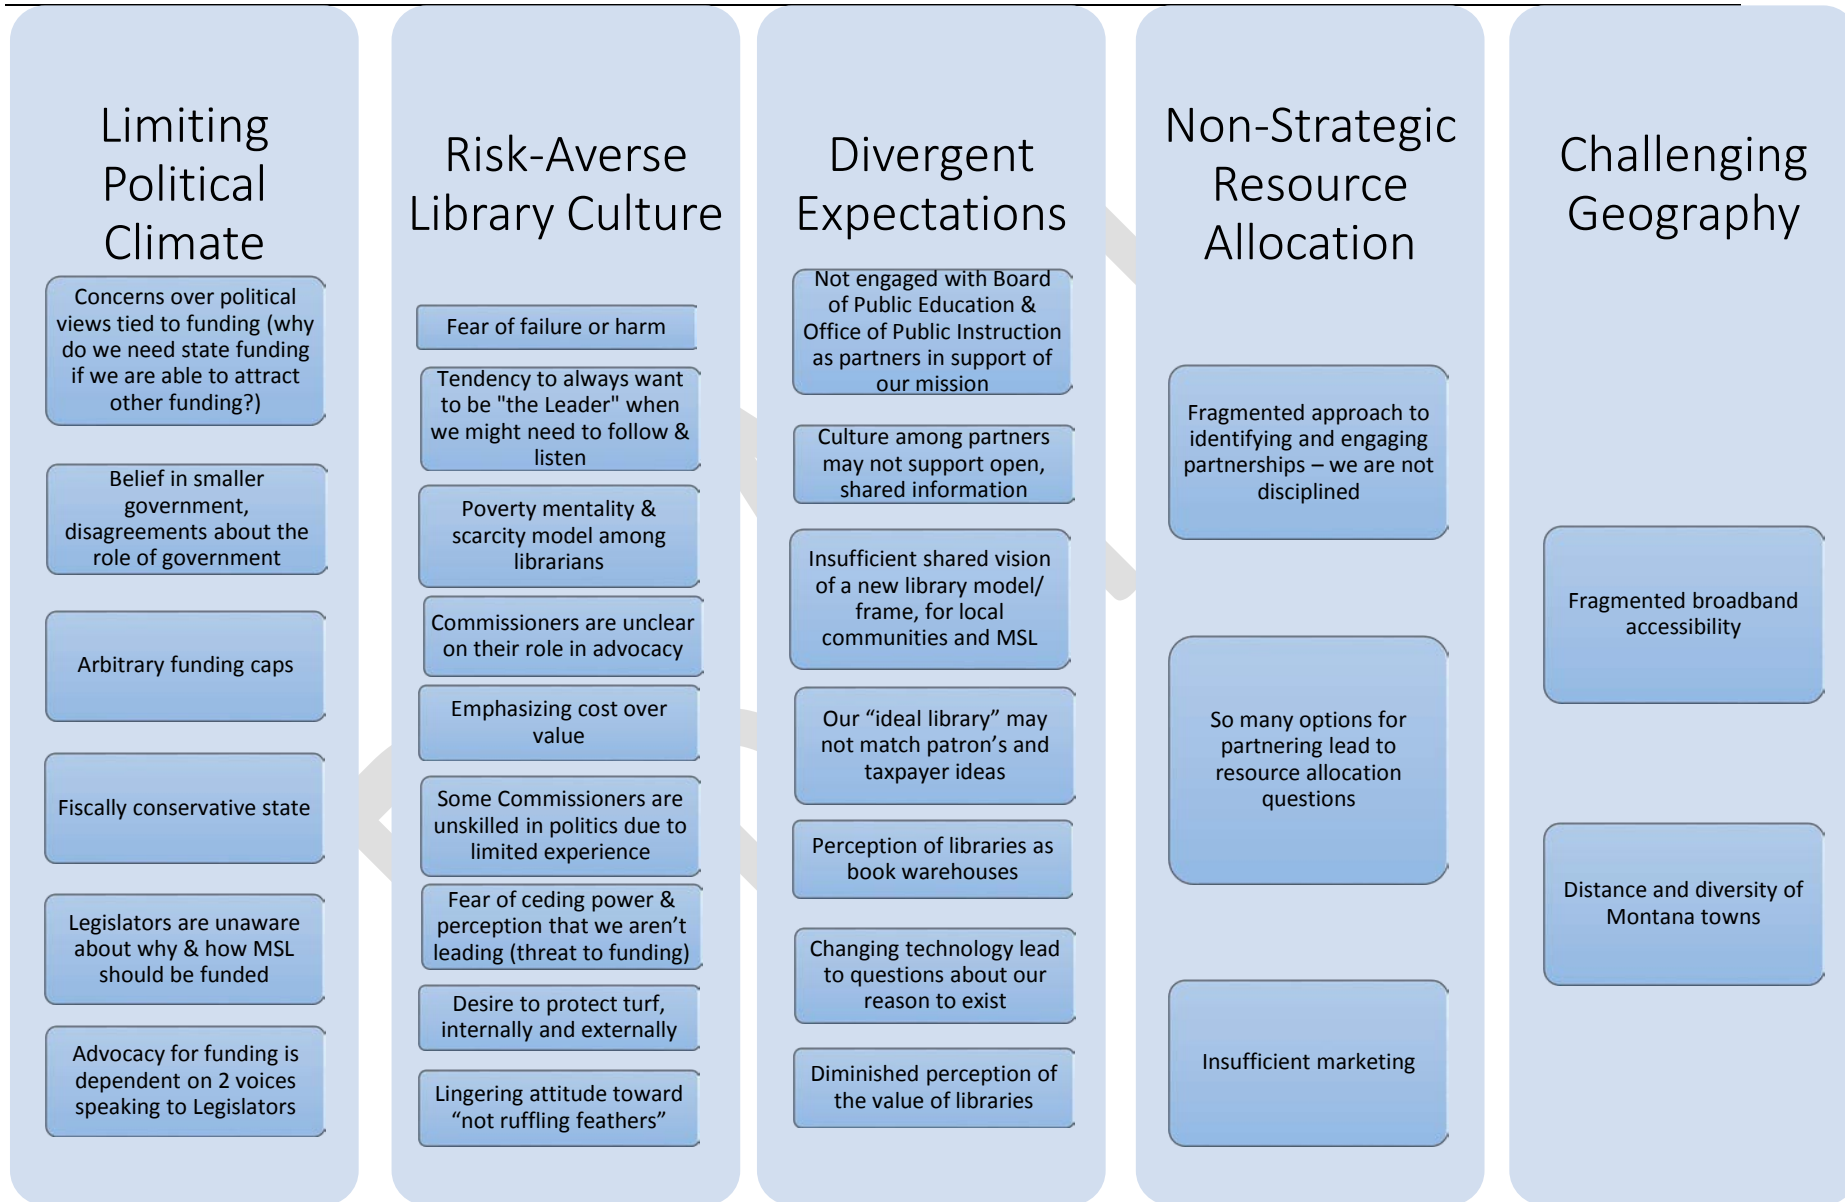 Limiting
Political
Climate
Concerns over political
views tied to funding (why
do we need state funding
if we are able to attract
other funding?)
Belief in smaller
government,
disagreements about the
role of government
Arbitrary funding caps
Fiscally conservative state
Legislators are unaware
about why & how MSL
should be funded
Advocacy for funding is
dependent on 2 voices
speaking to Legislators
Risk-Averse
Library Culture
Fear of failure or harm
Tendency to always want
to be "the Leader" when
we might need to follow &
listen
Poverty mentality &
scarcity model among
librarians
Commissioners are unclear
on their role in advocacy
Emphasizing cost over
value
Some Commissioners are
unskilled in politics due to
limited experience
Fear of ceding power &
perception that we aren’t
leading (threat to funding)
Desire to protect turf,
internally and externally
Lingering attitude toward
“not ruffling feathers”
Divergent
Expectations
Not engaged with Board
of Public Education &
Office of Public Instruction
as partners in support of
our mission
Culture among partners
may not support open,
shared information
Insufficient shared vision
of a new library model/
frame, for local
communities and MSL
Our “ideal library” may
not match patron’s and
taxpayer ideas
Perception of libraries as
book warehouses
Changing technology lead
to questions about our
reason to exist
Diminished perception of
the value of libraries
Non-Strategic
Resource
Allocation
Fragmented approach to
identifying and engaging
partnerships – we are not
disciplined
So many options for
partnering lead to
resource allocation
questions
Insufficient marketing
Challenging
Geography
Fragmented broadband
accessibility
Distance and diversity of
Montana towns